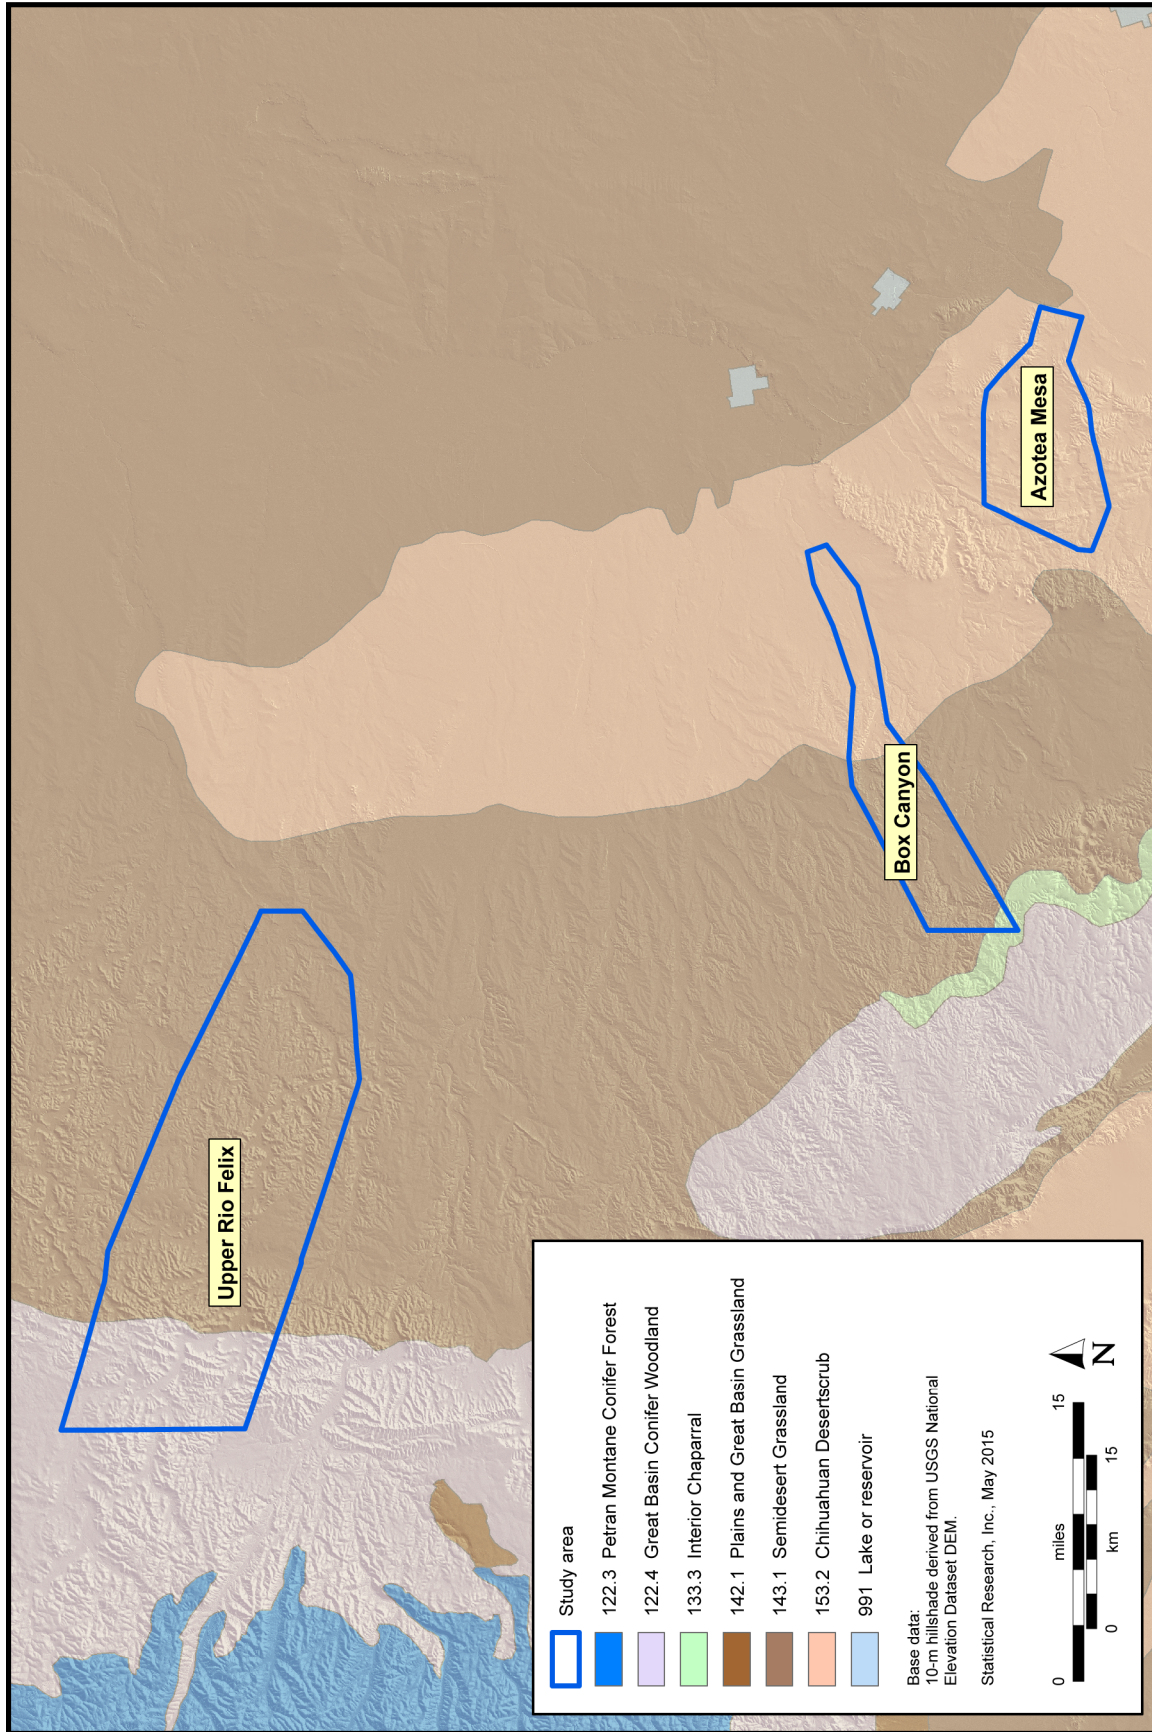 Upper Rio Felix
Box Canyon
Azotea Mesa
Study area
122.3 Petran Montane Conifer Forest
122.4 Great Basin Conifer Woodland
133.3 Interior Chaparral
142.1 Plains and Great Basin Grassland
143.1 Semidesert Grassland
153.2 Chihuahuan Desertscrub
991 Lake or reservoir
Base data:
10-m hillshade derived from USGS National
Elevation Dataset DEM.
Statistical Research, Inc., May 2015
0 15
miles
km
0 15
N